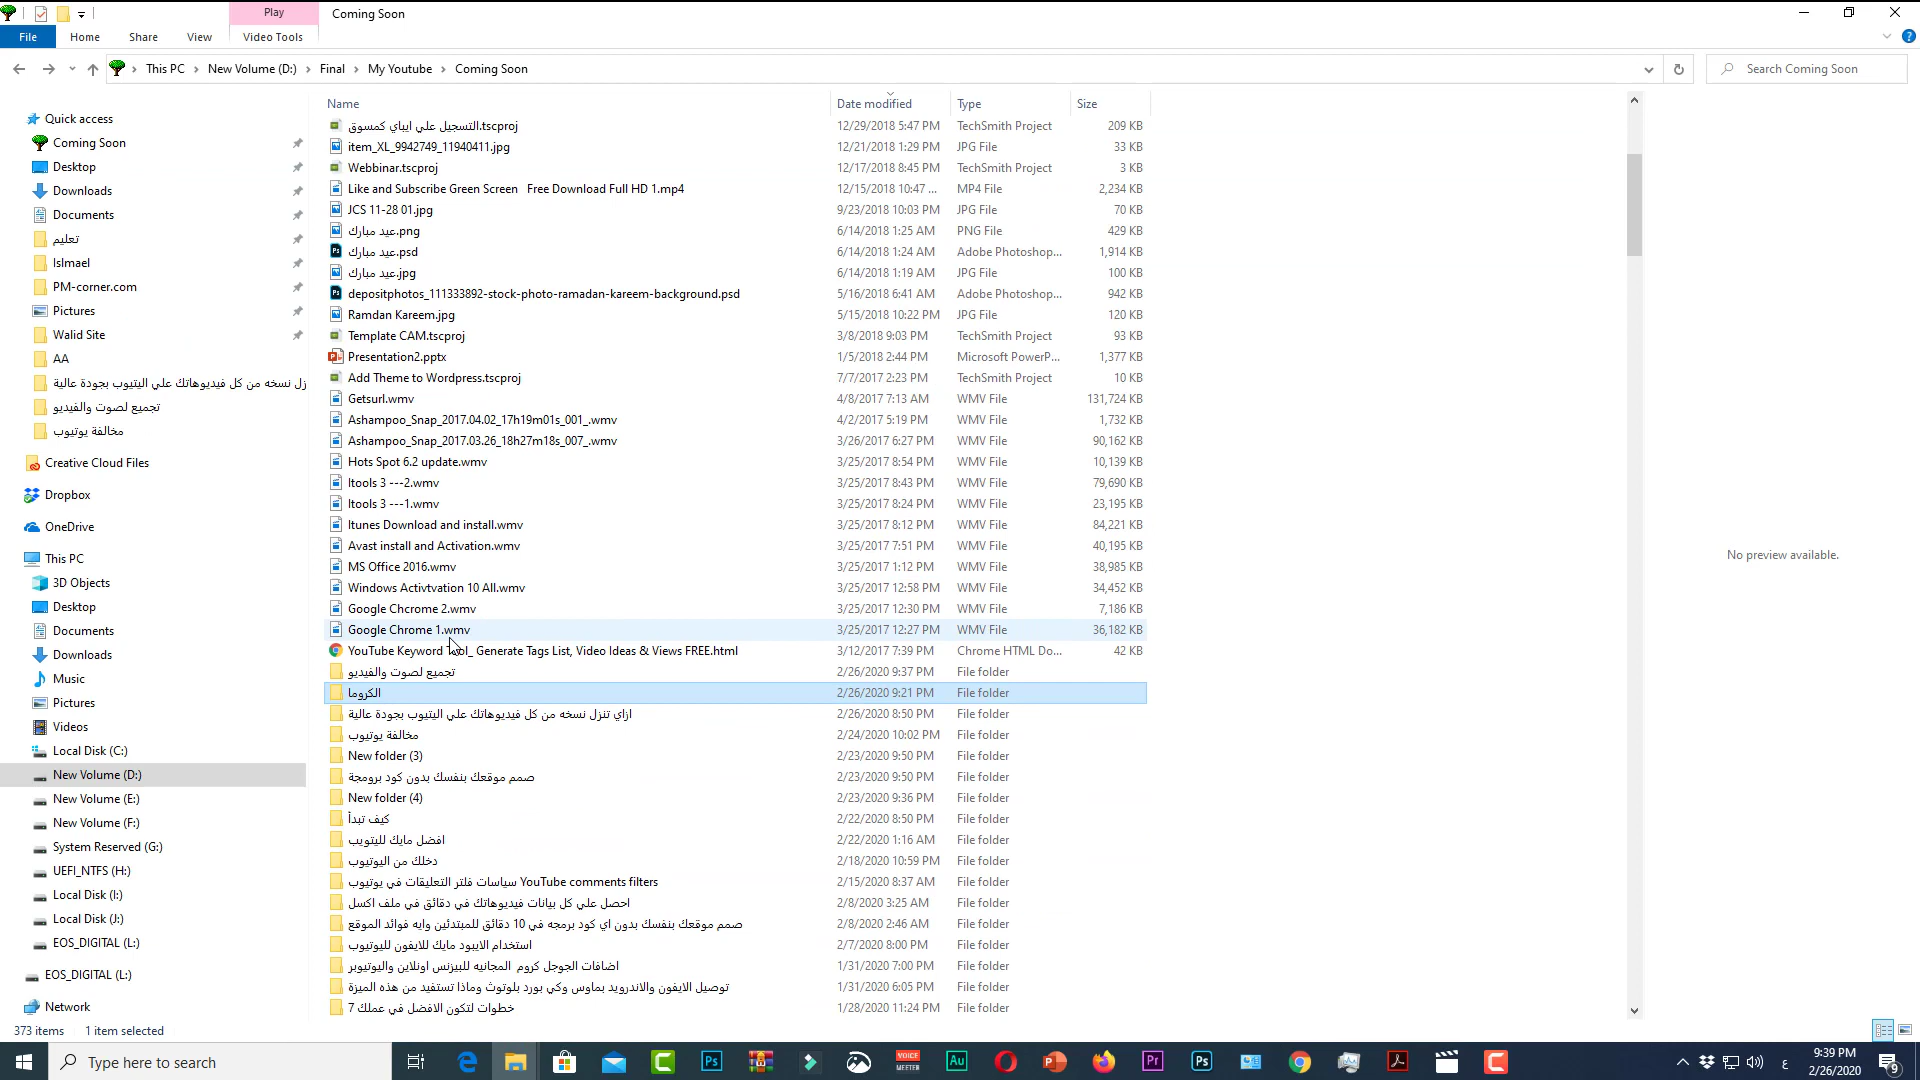 Play
Coming Soon
File
Home
Share
View
Video Tools
This PC
New Volume (D:)
Final
My Youtube
Coming Soon
Search Coming Soon
Quick access
Coming Soon
Desktop
Downloads
Documents
تعليم
Islmael
PM-corner.com
Pictures
Walid Site
AA
زل نسخه من كل فيديوهاتك علي اليتيوب بجودة عالية
تجميع لصوت والفيديو
مخالفة يوتيوب
Creative Cloud Files
Dropbox
OneDrive
This PC
3D Objects
Desktop
Documents
Downloads
Music
Pictures
Videos
Local Disk (C:)
New Volume (D:)
New Volume (E:)
New Volume (F:)
System Reserved (G:)
UEFI_NTFS (H:)
Local Disk (I:)
Local Disk (J:)
EOS_DIGITAL (L:)
EOS_DIGITAL (L:)
Network
Name Date modified Type Size
التسجيل علي ايباي كمسوق.tscproj 12/29/2018 5:47 PM TechSmith Project 209 KB
item_XL_9942749_11940411.jpg 12/21/2018 1:29 PM JPG File 33 KB
Webbinar.tscproj 12/17/2018 8:45 PM TechSmith Project 3 KB
Like and Subscribe Green Screen Free Download Full HD 1.mp4 12/15/2018 10:47 ... MP4 File 2,234 KB
JCS 11-28 01.jpg 9/23/2018 10:03 PM JPG File 70 KB
عيد مبارك.png 6/14/2018 1:25 AM PNG File 429 KB
عيد مبارك.psd 6/14/2018 1:24 AM Adobe Photoshop... 1,914 KB
عيد مبارك.jpg 6/14/2018 1:19 AM JPG File 100 KB
depositphotos_111333892-stock-photo-ramadan-kareem-background.psd 5/16/2018 6:41 AM Adobe Photoshop... 942 KB
Ramdan Kareem.jpg 5/15/2018 10:22 PM JPG File 120 KB
Template CAM.tscproj 3/8/2018 9:03 PM TechSmith Project 93 KB
Presentation2.pptx 1/5/2018 2:44 PM Microsoft PowerP... 1,377 KB
Add Theme to Wordpress.tscproj 7/7/2017 2:23 PM TechSmith Project 10 KB
Getsurl.wmv 4/8/2017 7:13 AM WMV File 131,724 KB
Ashampoo_Snap_2017.04.02_17h19m01s_001_.wmv 4/2/2017 5:19 PM WMV File 1,732 KB
Ashampoo_Snap_2017.03.26_18h27m18s_007_.wmv 3/26/2017 6:27 PM WMV File 90,162 KB
Hots Spot 6.2 update.wmv 3/25/2017 8:54 PM WMV File 10,139 KB
Itools 3 ---2.wmv 3/25/2017 8:43 PM WMV File 79,690 KB
Itools 3 ---1.wmv 3/25/2017 8:24 PM WMV File 23,195 KB
Itunes Download and install.wmv 3/25/2017 8:12 PM WMV File 84,221 KB
Avast install and Activation.wmv 3/25/2017 7:51 PM WMV File 40,195 KB
MS Office 2016.wmv 3/25/2017 1:12 PM WMV File 38,985 KB
Windows Activtvation 10 All.wmv 3/25/2017 12:58 PM WMV File 34,452 KB
Google Chcrome 2.wmv 3/25/2017 12:30 PM WMV File 7,186 KB
Google Chrome 1.wmv 3/25/2017 12:27 PM WMV File 36,182 KB
YouTube Keyword Tool_ Generate Tags List, Video Ideas & Views FREE.html 3/12/2017 7:39 PM Chrome HTML Do... 42 KB
تجميع لصوت والفيديو 2/26/2020 9:37 PM File folder
الكروما 2/26/2020 9:21 PM File folder
ازاي تنزل نسخه من كل فيديوهاتك علي اليتيوب بجودة عالية 2/26/2020 8:50 PM File folder
مخالفة يوتيوب 2/24/2020 10:02 PM File folder
New folder (3) 2/23/2020 9:50 PM File folder
صمم موقعك بنفسك بدون كود برومجة 2/23/2020 9:50 PM File folder
New folder (4) 2/23/2020 9:36 PM File folder
كيف تبدأ 2/22/2020 8:50 PM File folder
افضل مايك لليتويب 2/22/2020 1:16 AM File folder
دخلك من اليوتيوب 2/18/2020 10:59 PM File folder
سياسات فلتر التعليقات في يوتيوب YouTube comments filters 2/15/2020 8:37 AM File folder
احصل علي كل بيانات فيديوهاتك في دقائق في ملف اكسل 2/8/2020 3:25 AM File folder
صمم موقعك بنفسك بدون اي كود برمجه في 10 دقائق للمبتدئين وايه فوائد الموقع 2/8/2020 2:46 AM File folder
استخدام الايبود مايك للايفون لليوتيوب 2/7/2020 8:00 PM File folder
اضافات الجوجل كروم المجانيه للبيزنس اونلاين واليوتيوبر 1/31/2020 7:00 PM File folder
توصيل الايفون والاندرويد بماوس وكي بورد بلوتوث وماذا تستفيد من هذه الميزة 1/31/2020 6:05 PM File folder
7 خطوات لتكون الافضل في عملك 1/28/2020 11:24 PM File folder
No preview available.
373 items 1 item selected
Type here to search
VOICE
MEETER
ع
9:39 PM
2/26/2020
9